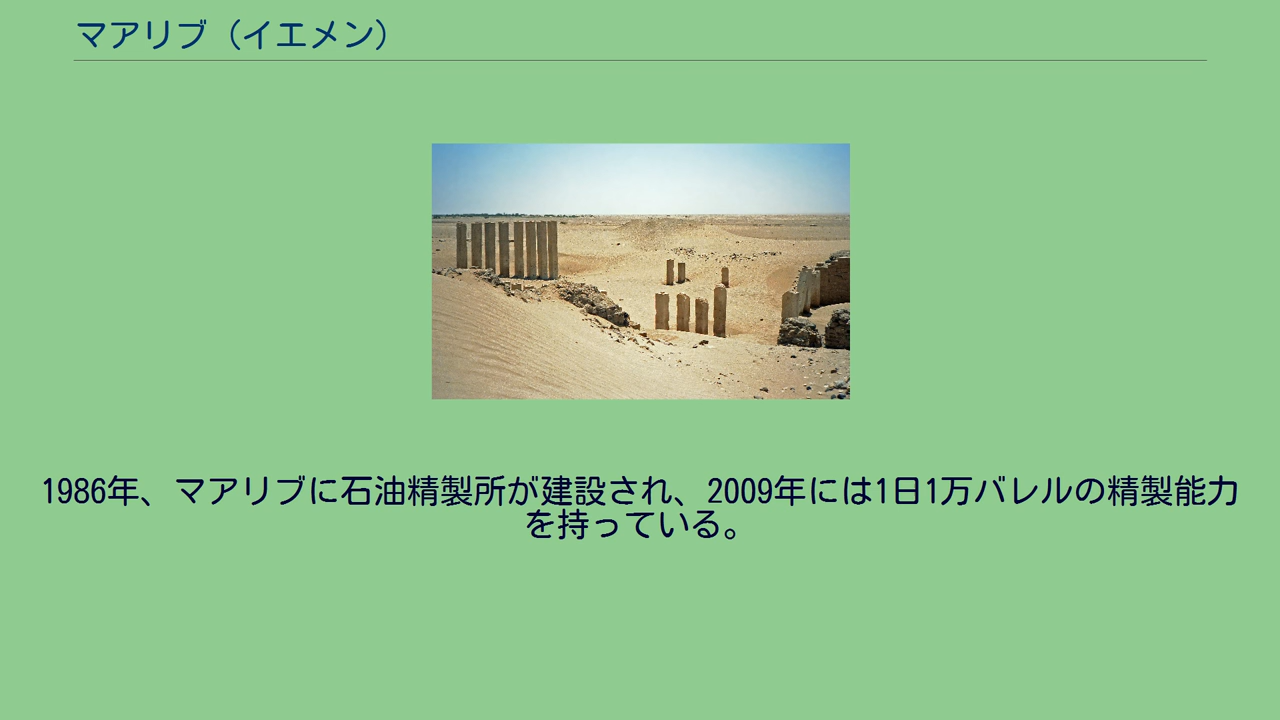 マアリブ（イエメン）
1986年、マアリブに石油精製所が建設され、2009年には1日1万バレルの精製能力
を持っている。